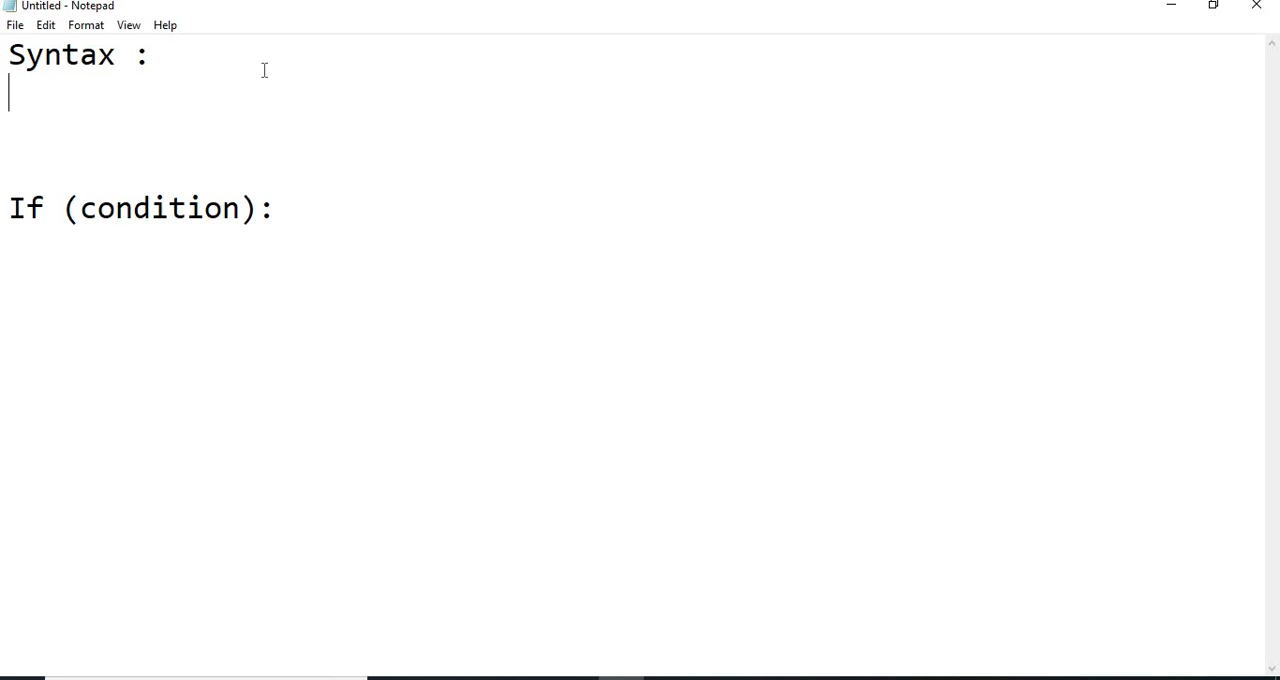 Untitled - Notepad
File Edit Format View Help
Syntax :
If (condition):